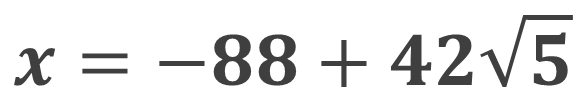 x = −88 + 42√5